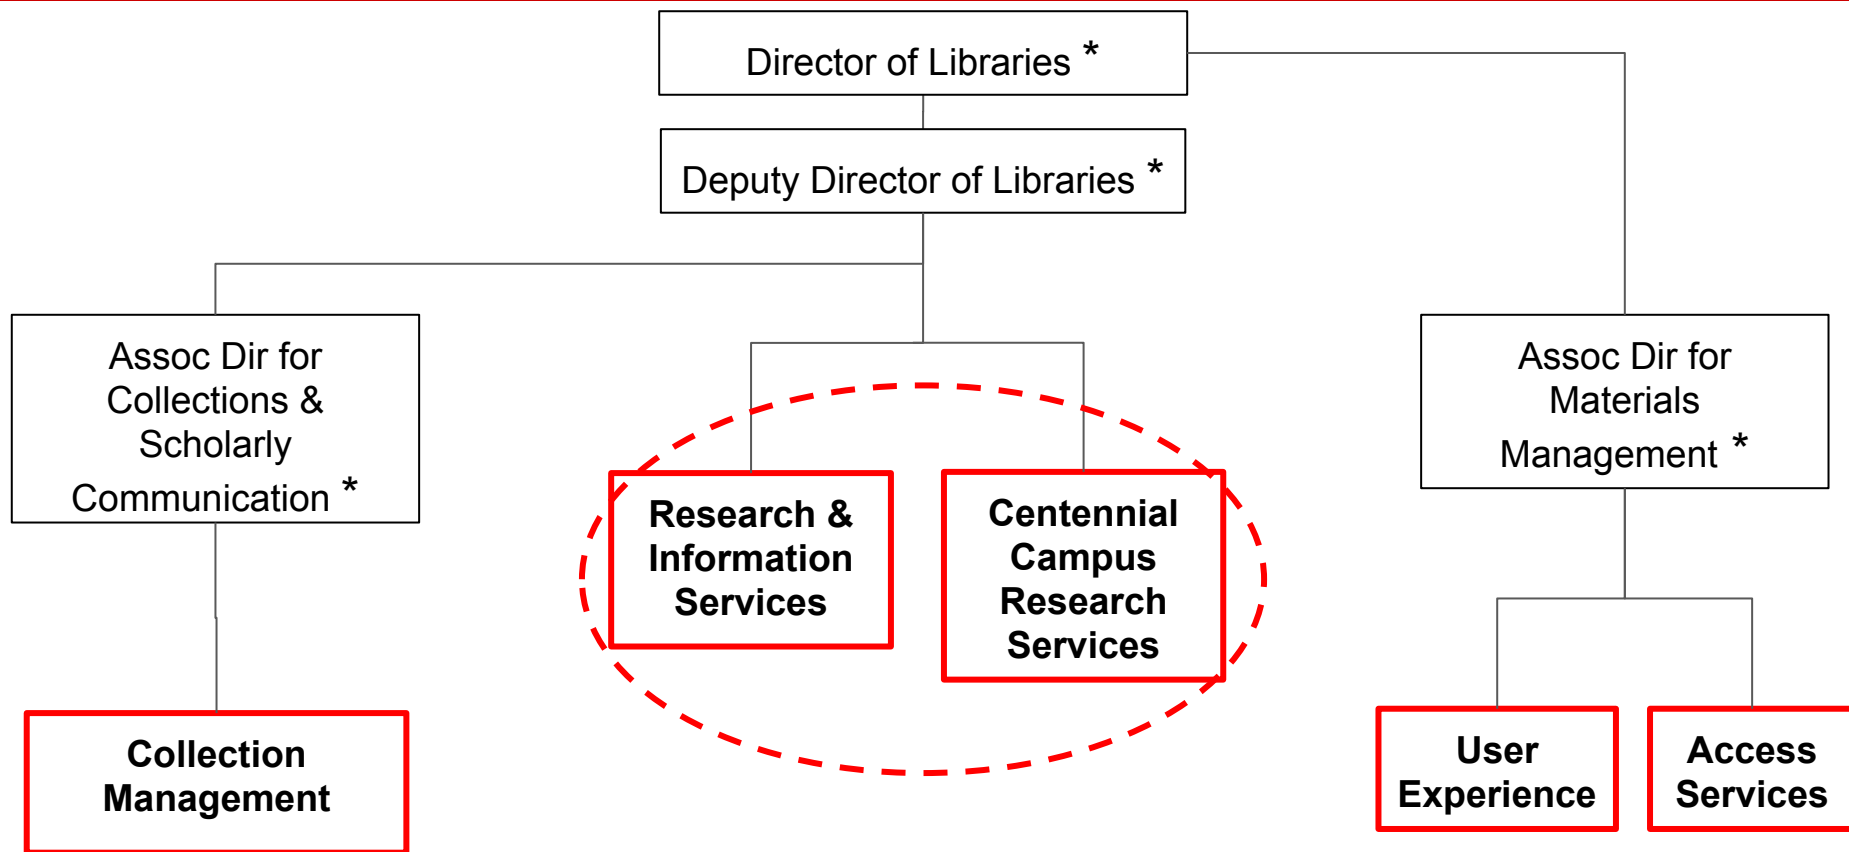 Director of Libraries *
Deputy Director of Libraries *
Assoc Dir for
Collections &
Scholarly
Communication *
Assoc Dir for
Materials
Management *
Research &
Information
Services
Centennial
Campus
Research
Services
Collection
Management
User
Experience
Access
Services